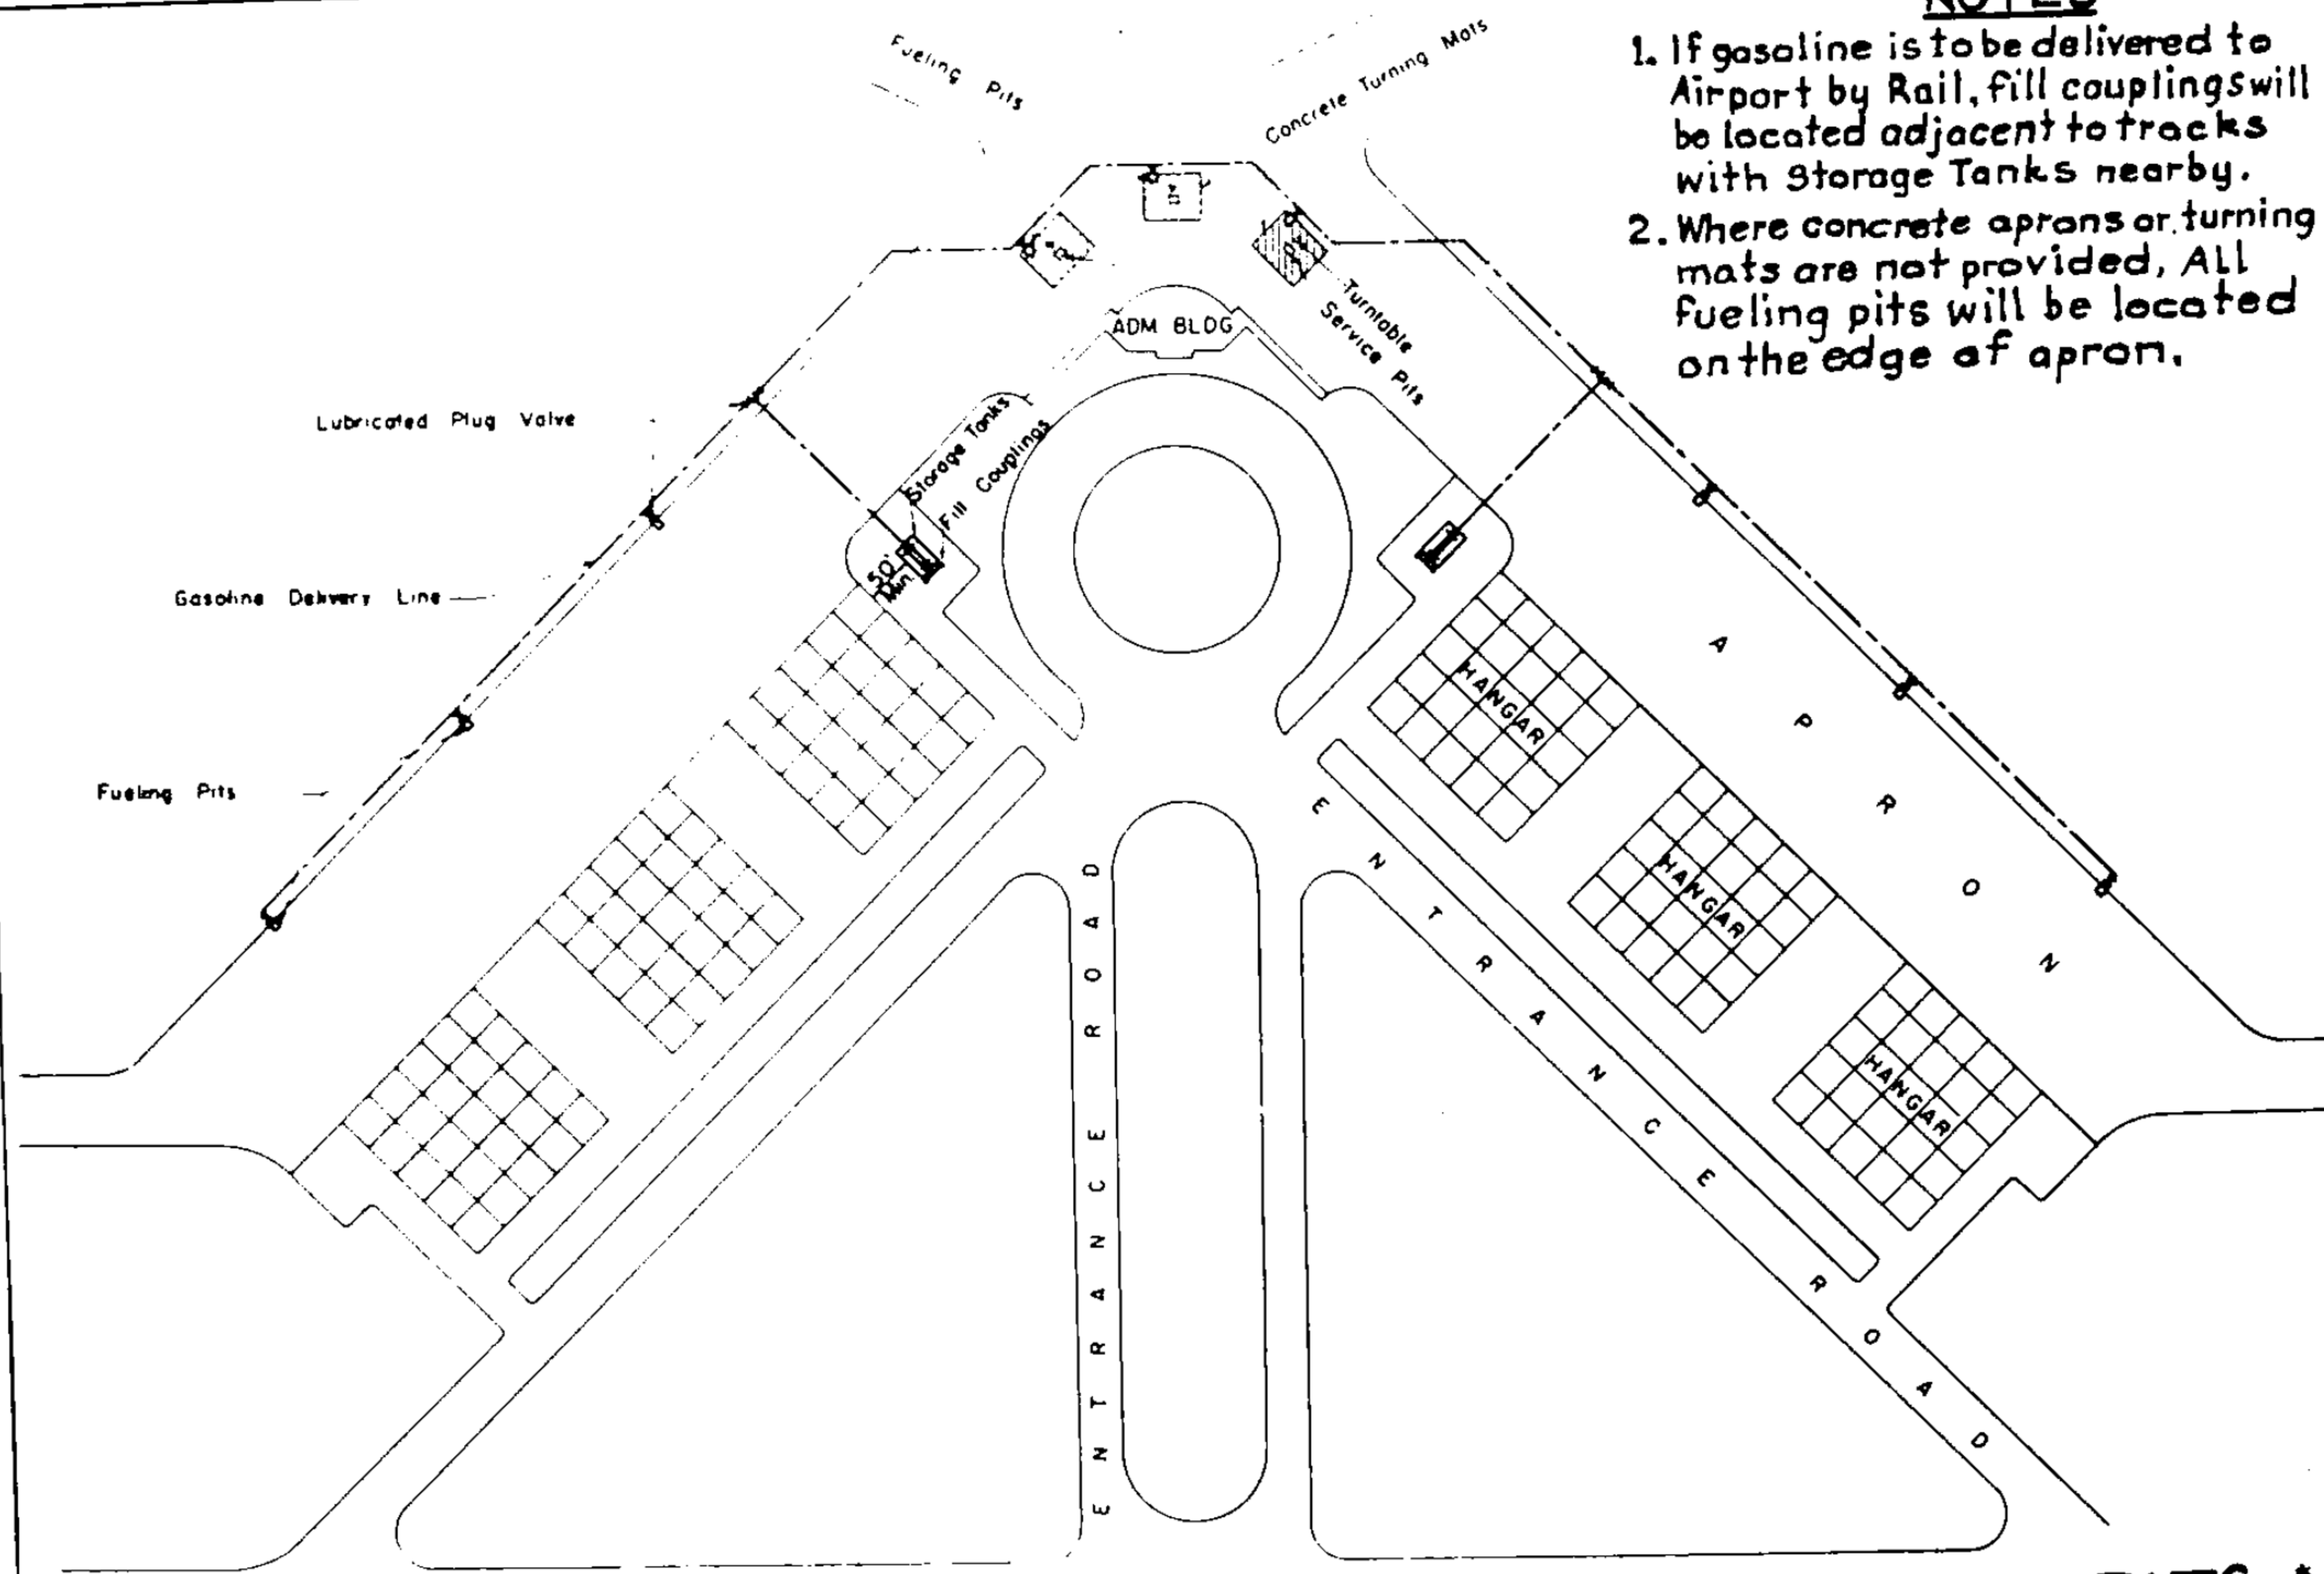 NOTES
1. If gasoline is to be delivered to
Airport by Rail, fill couplings will
be located adjacent to tracks
with Storage Tanks nearby.
2. Where concrete aprons or turning
mats are not provided, All
fueling pits will be located
on the edge of apron.
Fueling Pits
Concrete Turning Mats
ADM BLDG
Turntable
Service Pits
Lubricated Plug Valve
Storage Tanks
Fill Couplings
50'
Min
Gasoline Delivery Line
Fueling Pits
APRON
HANGAR
HANGAR
HANGAR
ENTRANCE ROAD
ENTRANCE ROAD